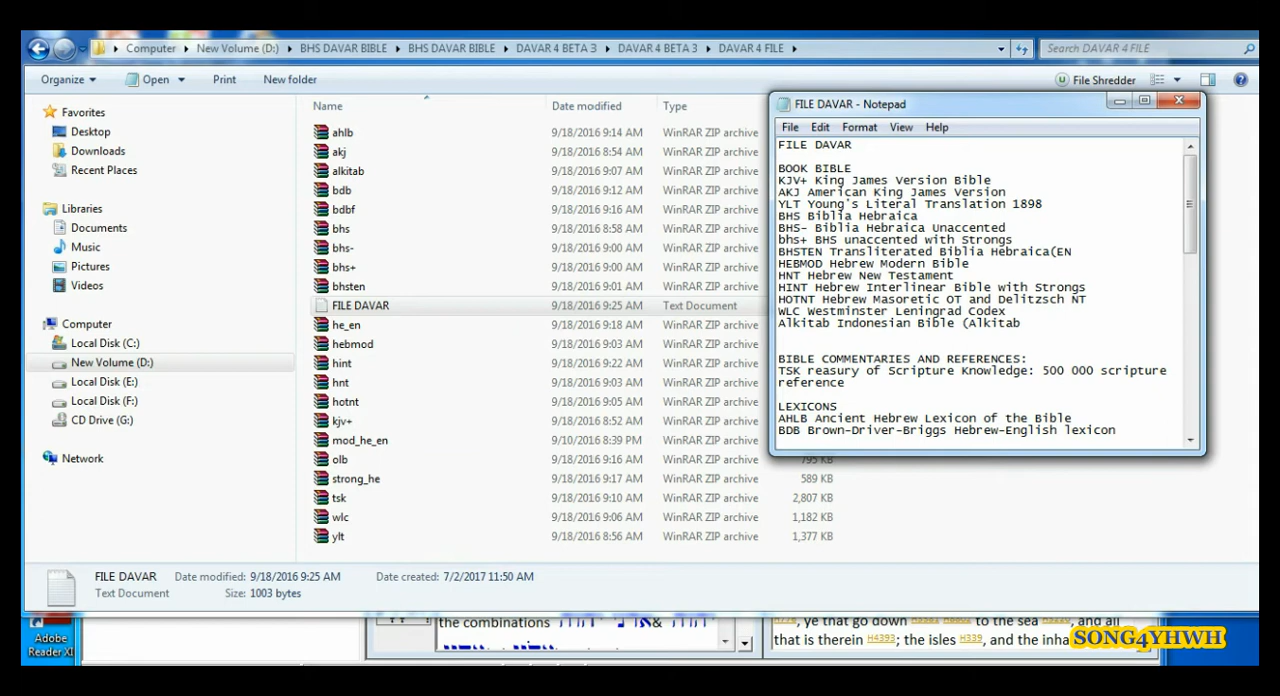 Computer New Volume (D:) BHS DAVAR BIBLE BHS DAVAR BIBLE DAVAR 4 BETA 3 DAVAR 4 BETA 3 DAVAR 4 FILE Search DAVAR 4 FILE
Organize Open Print New folder File Shredder
Favorites
Desktop
Downloads
Recent Places
Libraries
Documents
Music
Pictures
Videos
Computer
Local Disk (C:)
New Volume (D:)
Local Disk (E:)
Local Disk (F:)
CD Drive (G:)
Network
Name Date modified Type
ahlb 9/18/2016 9:14 AM WinRAR ZIP archive
akj 9/18/2016 8:54 AM WinRAR ZIP archive
alkitab 9/18/2016 9:07 AM WinRAR ZIP archive
bdb 9/18/2016 9:12 AM WinRAR ZIP archive
bdbf 9/18/2016 9:12 AM WinRAR ZIP archive
bhs 9/18/2016 8:58 AM WinRAR ZIP archive
bhs- 9/18/2016 9:00 AM WinRAR ZIP archive
bhs+ 9/18/2016 9:00 AM WinRAR ZIP archive
bhsten 9/18/2016 9:01 AM WinRAR ZIP archive
FILE DAVAR 9/18/2016 9:25 AM Text Document
he_en 9/18/2016 9:18 AM WinRAR ZIP archive
hebmod 9/18/2016 9:03 AM WinRAR ZIP archive
hint 9/18/2016 9:22 AM WinRAR ZIP archive
hnt 9/18/2016 9:03 AM WinRAR ZIP archive
hotnt 9/18/2016 9:05 AM WinRAR ZIP archive
kjv+ 9/18/2016 8:52 AM WinRAR ZIP archive
mod_he_en 9/10/2016 8:39 PM WinRAR ZIP archive
olb 9/18/2016 9:16 AM WinRAR ZIP archive 795 KB
strong_he 9/18/2016 9:17 AM WinRAR ZIP archive 589 KB
tsk 9/18/2016 9:10 AM WinRAR ZIP archive 2,807 KB
wlc 9/18/2016 9:06 AM WinRAR ZIP archive 1,182 KB
ylt 9/18/2016 8:56 AM WinRAR ZIP archive 1,377 KB
FILE DAVAR - Notepad
File Edit Format View Help
FILE DAVAR
BOOK BIBLE
KJV+ King James Version Bible
AKJ American King James Version
YLT Young's Literal Translation 1898
BHS Biblia Hebraica
BHS- Biblia Hebraica Unaccented
bhs+ BHS unaccented with Strongs
BHSTEN Transliterated Biblia Hebraica(EN
HEBMOD Hebrew Modern Bible
HNT Hebrew New Testament
HINT Hebrew Interlinear Bible with Strongs
HOTNT Hebrew Masoretic OT and Delitzsch NT
WLC Westminster Leningrad Codex
Alkitab Indonesian Bible (Alkitab
BIBLE COMMENTARIES AND REFERENCES:
TSK reasury of Scripture Knowledge: 500 000 scripture
reference
LEXICONS
AHLB Ancient Hebrew Lexicon of the Bible
BDB Brown-Driver-Briggs Hebrew-English lexicon
FILE DAVAR Date modified: 9/18/2016 9:25 AM Date created: 7/2/2017 11:50 AM
Text Document Size: 1003 bytes
Adobe
Reader XI
the combinations
, ye that go down to the sea , and all
that is therein H4393; the isles H339, and the inha
SONG4YHWH